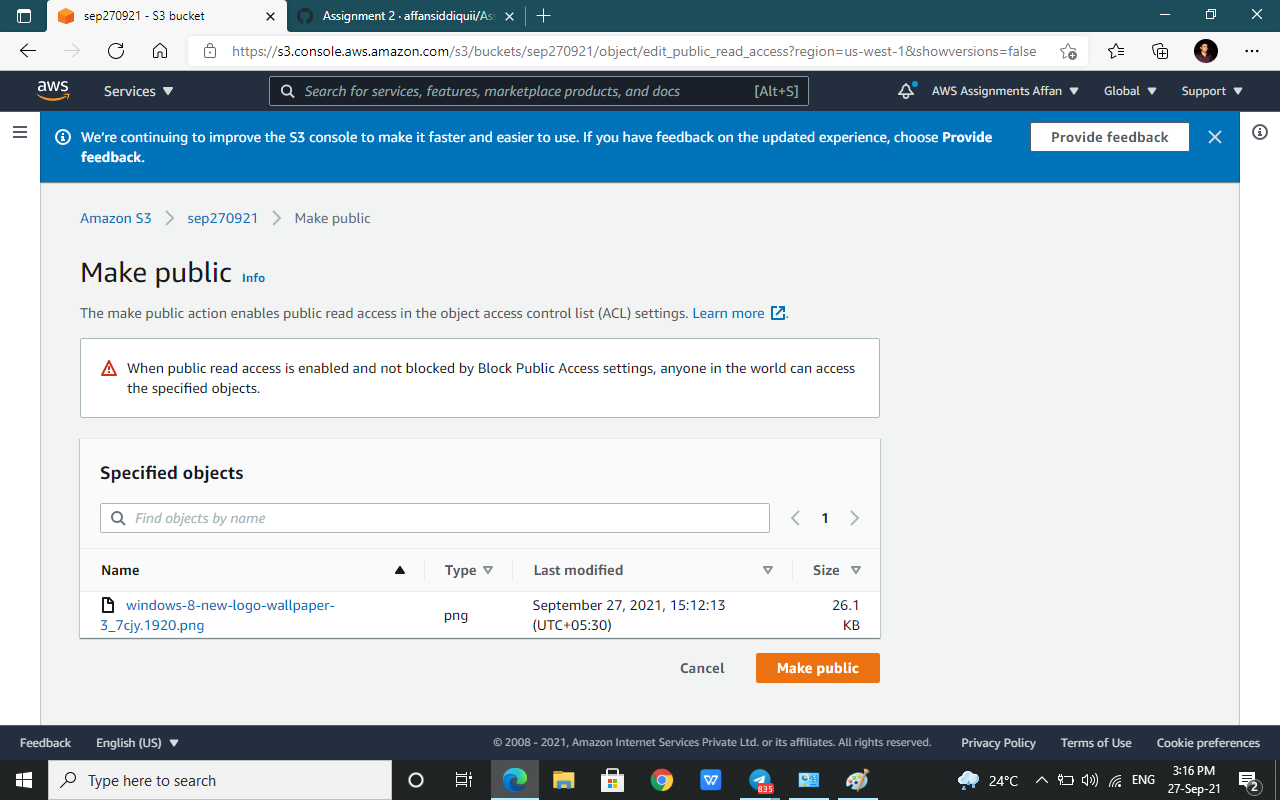 sep270921 - S3 bucket
Assignment 2 · affansiddiquii/Ass
https://s3.console.aws.amazon.com/s3/buckets/sep270921/object/edit_public_read_access?region=us-west-1&showversions=false
aws
Services
Search for services, features, marketplace products, and docs
[Alt+S]
AWS Assignments Affan
Global
Support
We're continuing to improve the S3 console to make it faster and easier to use. If you have feedback on the updated experience, choose Provide
feedback.
Provide feedback
Amazon S3
sep270921
Make public
Make public
Info
The make public action enables public read access in the object access control list (ACL) settings. Learn more .
When public read access is enabled and not blocked by Block Public Access settings, anyone in the world can access
the specified objects.
Specified objects
Find objects by name
1
Name
Type
Last modified
Size
windows-8-new-logo-wallpaper-
3_7cjy.1920.png
png
September 27, 2021, 15:12:13
(UTC+05:30)
26.1
KB
Cancel
Make public
Feedback
English (US)
© 2008 - 2021, Amazon Internet Services Private Ltd. or its affiliates. All rights reserved.
Privacy Policy
Terms of Use
Cookie preferences
Type here to search
835
24°C
ENG
3:16 PM
27-Sep-21
2